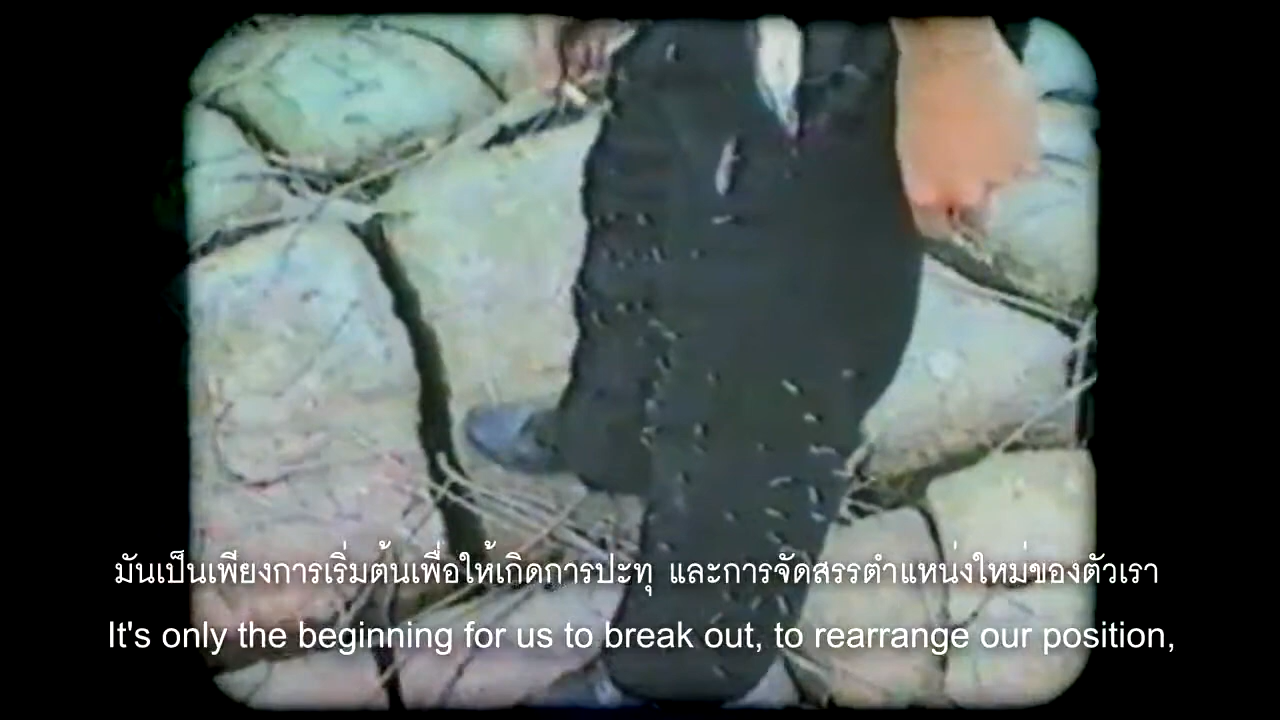 มันเป็นเพียงการเริ่มต้นเพื่อให้เกิดการปะทุ และการจัดสรรตำแหน่งใหม่ของตัวเรา
It's only the beginning for us to break out, to rearrange our position,